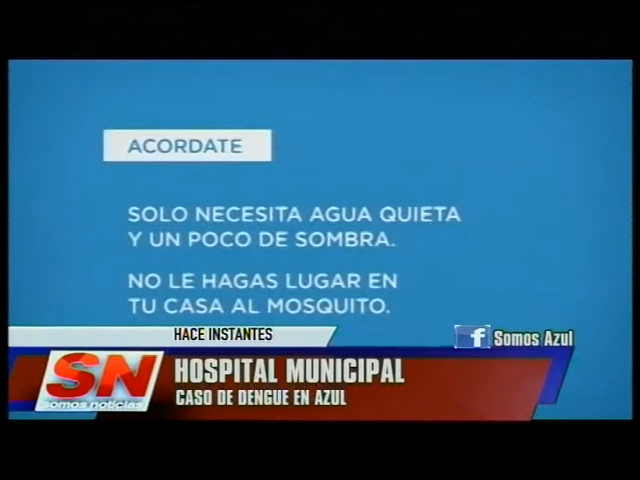 ACORDATE
SOLO NECESITA AGUA QUIETA
Y UN POCO DE SOMBRA.
NO LE HAGAS LUGAR EN
TU CASA AL MOSQUITO.
HACE INSTANTES
f Somos Azul
SN
somos noticias
HOSPITAL MUNICIPAL
CASO DE DENGUE EN AZUL